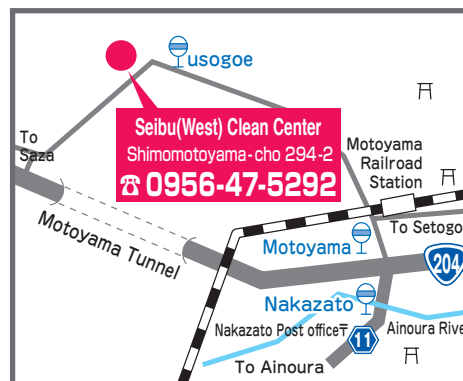 usogoe
Seibu(West) Clean Center
Shimomotoyama-cho 294-2
☎ 0956-47-5292
To
Saza
Motoyama
Railroad
Station
Motoyama Tunnel
To Setogo
Motoyama
204
Nakazato
Nakazato Post office〒
11
Ainoura Rive
To Ainoura